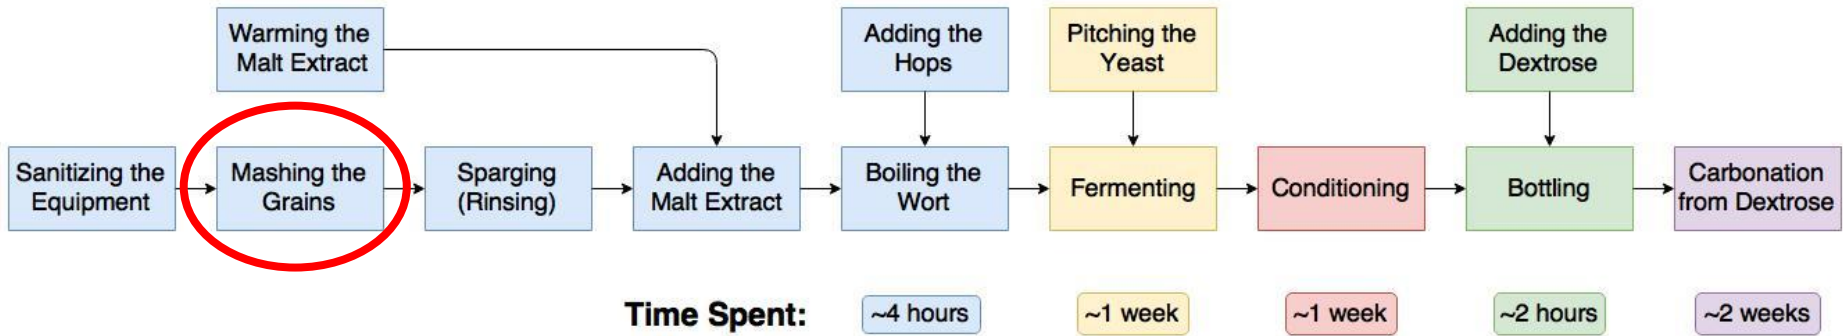 Warming the
Malt Extract
Adding the
Hops
Pitching the
Yeast
Adding the
Dextrose
Sanitizing the
Equipment
Mashing the
Grains
Sparging
(Rinsing)
Adding the
Malt Extract
Boiling the
Wort
Fermenting
Conditioning
Bottling
Carbonation
from Dextrose
Time Spent:
~4 hours
~1 week
~1 week
~2 hours
~2 weeks